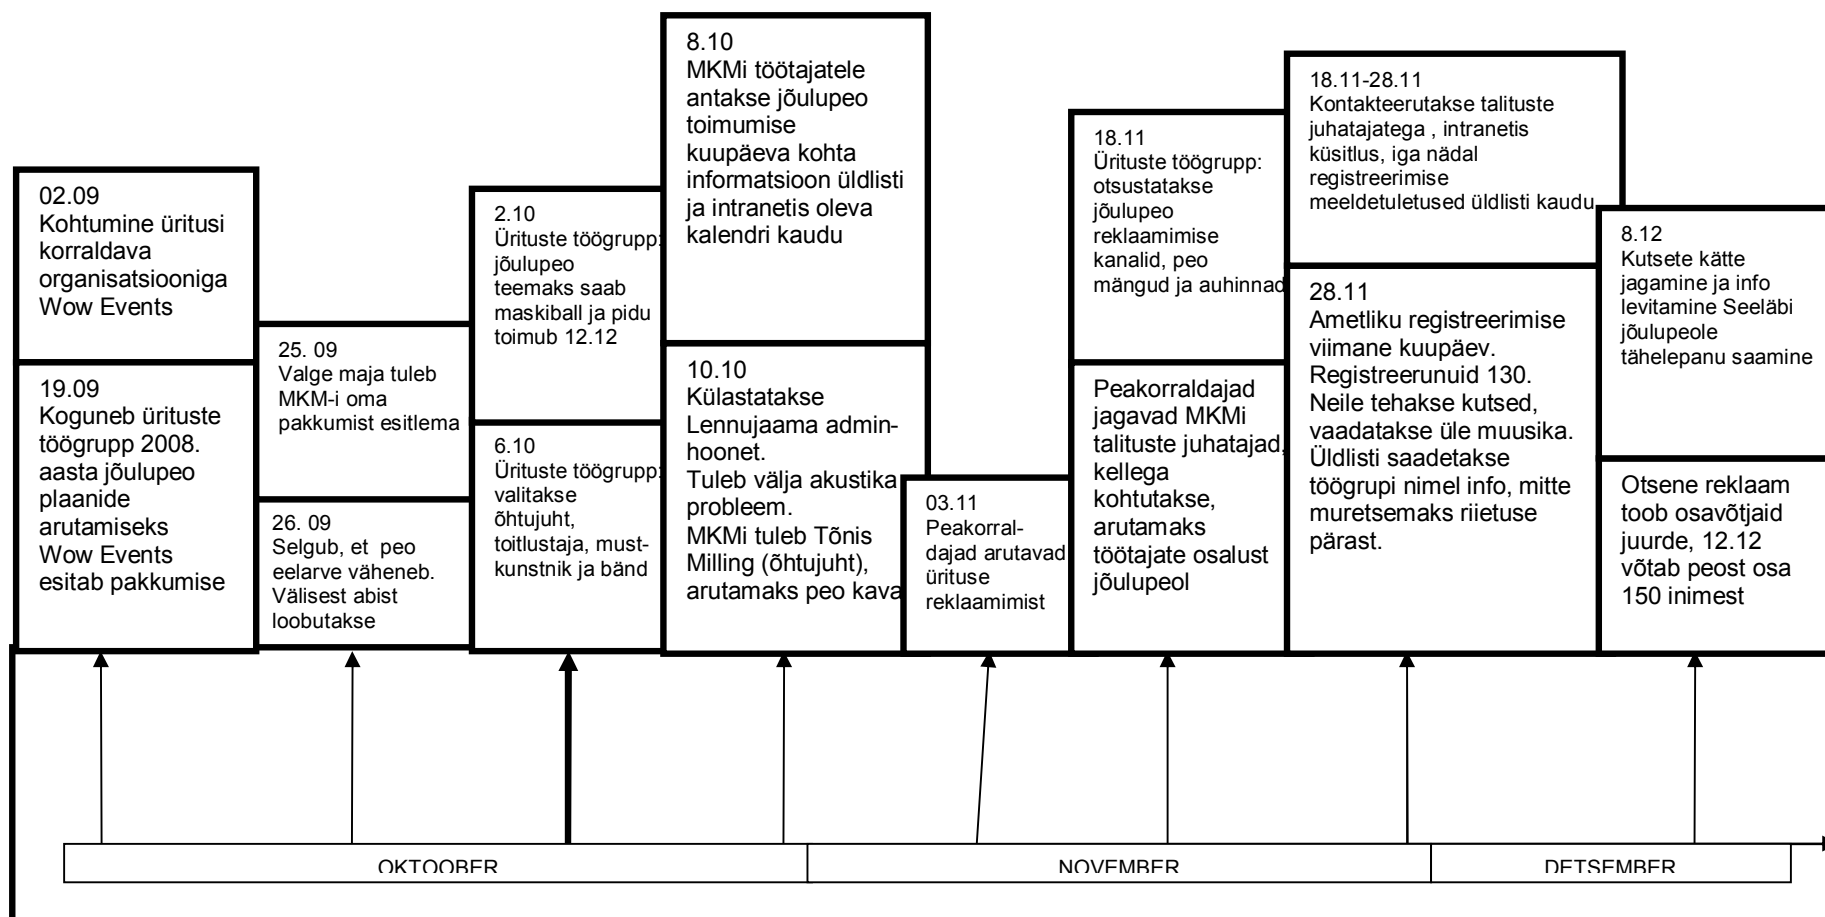 02.09
Kohtumine üritusi
korraldava
organisatsiooniga
Wow Events
19.09
Koguneb ürituste
töögrupp 2008.
aasta jõulupeo
plaanide
arutamiseks
Wow Events
esitab pakkumise
25. 09
Valge maja tuleb
MKM-i oma
pakkumist esitlema
26. 09
Selgub, et peo
eelarve väheneb.
Välisest abist
loobutakse
2.10
Ürituste töögrupp:
jõulupeo
teemaks saab
maskiball ja pidu
toimub 12.12
6.10
Ürituste töögrupp:
valitakse
õhtujuht,
toitlustaja, must-
kunstnik ja bänd
8.10
MKMi töötajatele
antakse jõulupeo
toimumise
kuupäeva kohta
informatsioon üldlisti
ja intranetis oleva
kalendri kaudu
10.10
Külastatakse
Lennujaama admin-
hoonet.
Tuleb välja akustika
probleem.
MKMi tuleb Tõnis
Milling (õhtujuht),
arutamaks peo kava
03.11
Peakorral-
dajad arutavad
ürituse
reklaamimist
18.11
Ürituste töögrupp:
otsustatakse
jõulupeo
reklaamimise
kanalid, peo
mängud ja auhinnad
Peakorraldajad
jagavad MKMi
talituste juhatajad,
kellega
kohtutakse,
arutamaks
töötajate osalust
jõulupeol
18.11-28.11
Kontakteerutakse talituste
juhatajatega , intranetis
küsitlus, iga nädal
registreerimise
meeldetuletused üldlisti kaudu
28.11
Ametliku registreerimise
viimane kuupäev.
Registreerunuid 130.
Neile tehakse kutsed,
vaadatakse üle muusika.
Üldlisti saadetakse
töögrupi nimel info, mitte
muretsemaks riietuse
pärast.
8.12
Kutsete kätte
jagamine ja info
levitamine Seeläbi
jõulupeole
tähelepanu saamine
Otsene reklaam
toob osavõtjaid
juurde, 12.12
võtab peost osa
150 inimest
OKTOOBER
NOVEMBER
DETSEMBER